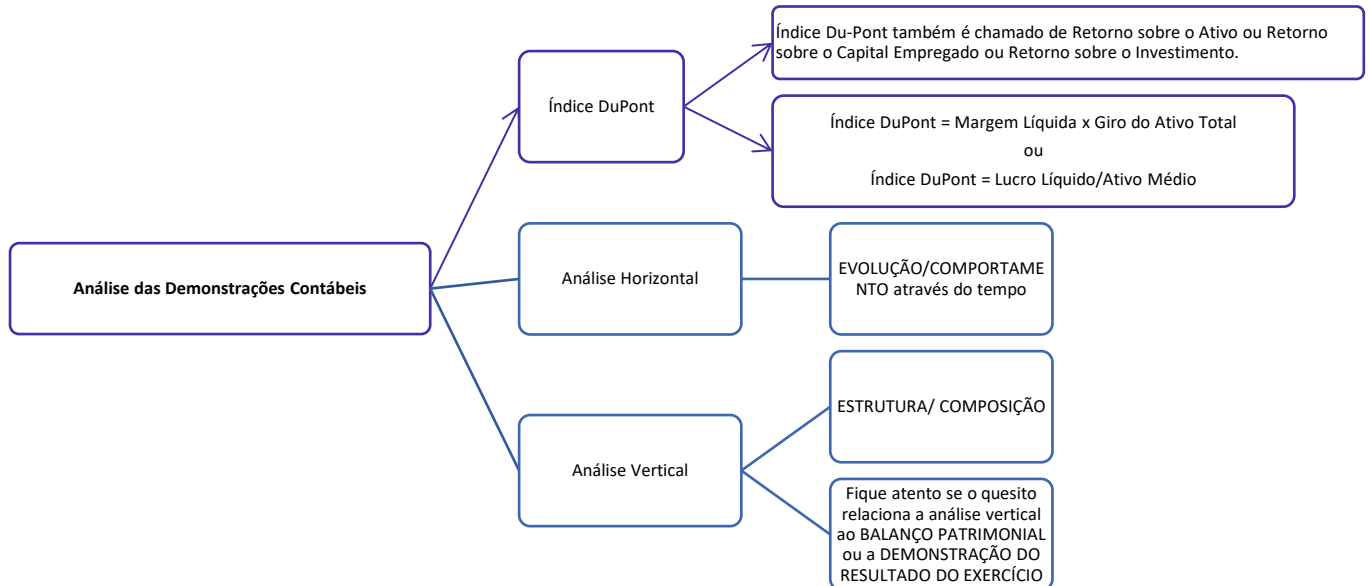 Índice Du-Pont também é chamado de Retorno sobre o Ativo ou Retorno
sobre o Capital Empregado ou Retorno sobre o Investimento.
Índice DuPont
Índice DuPont = Margem Líquida x Giro do Ativo Total
ou
Índice DuPont = Lucro Líquido/Ativo Médio
Análise das Demonstrações Contábeis
Análise Horizontal
EVOLUÇÃO/COMPORTAME
NTO através do tempo
Análise Vertical
ESTRUTURA/ COMPOSIÇÃO
Fique atento se o quesito
relaciona a análise vertical
ao BALANÇO PATRIMONIAL
ou a DEMONSTRAÇÃO DO
RESULTADO DO EXERCÍCIO